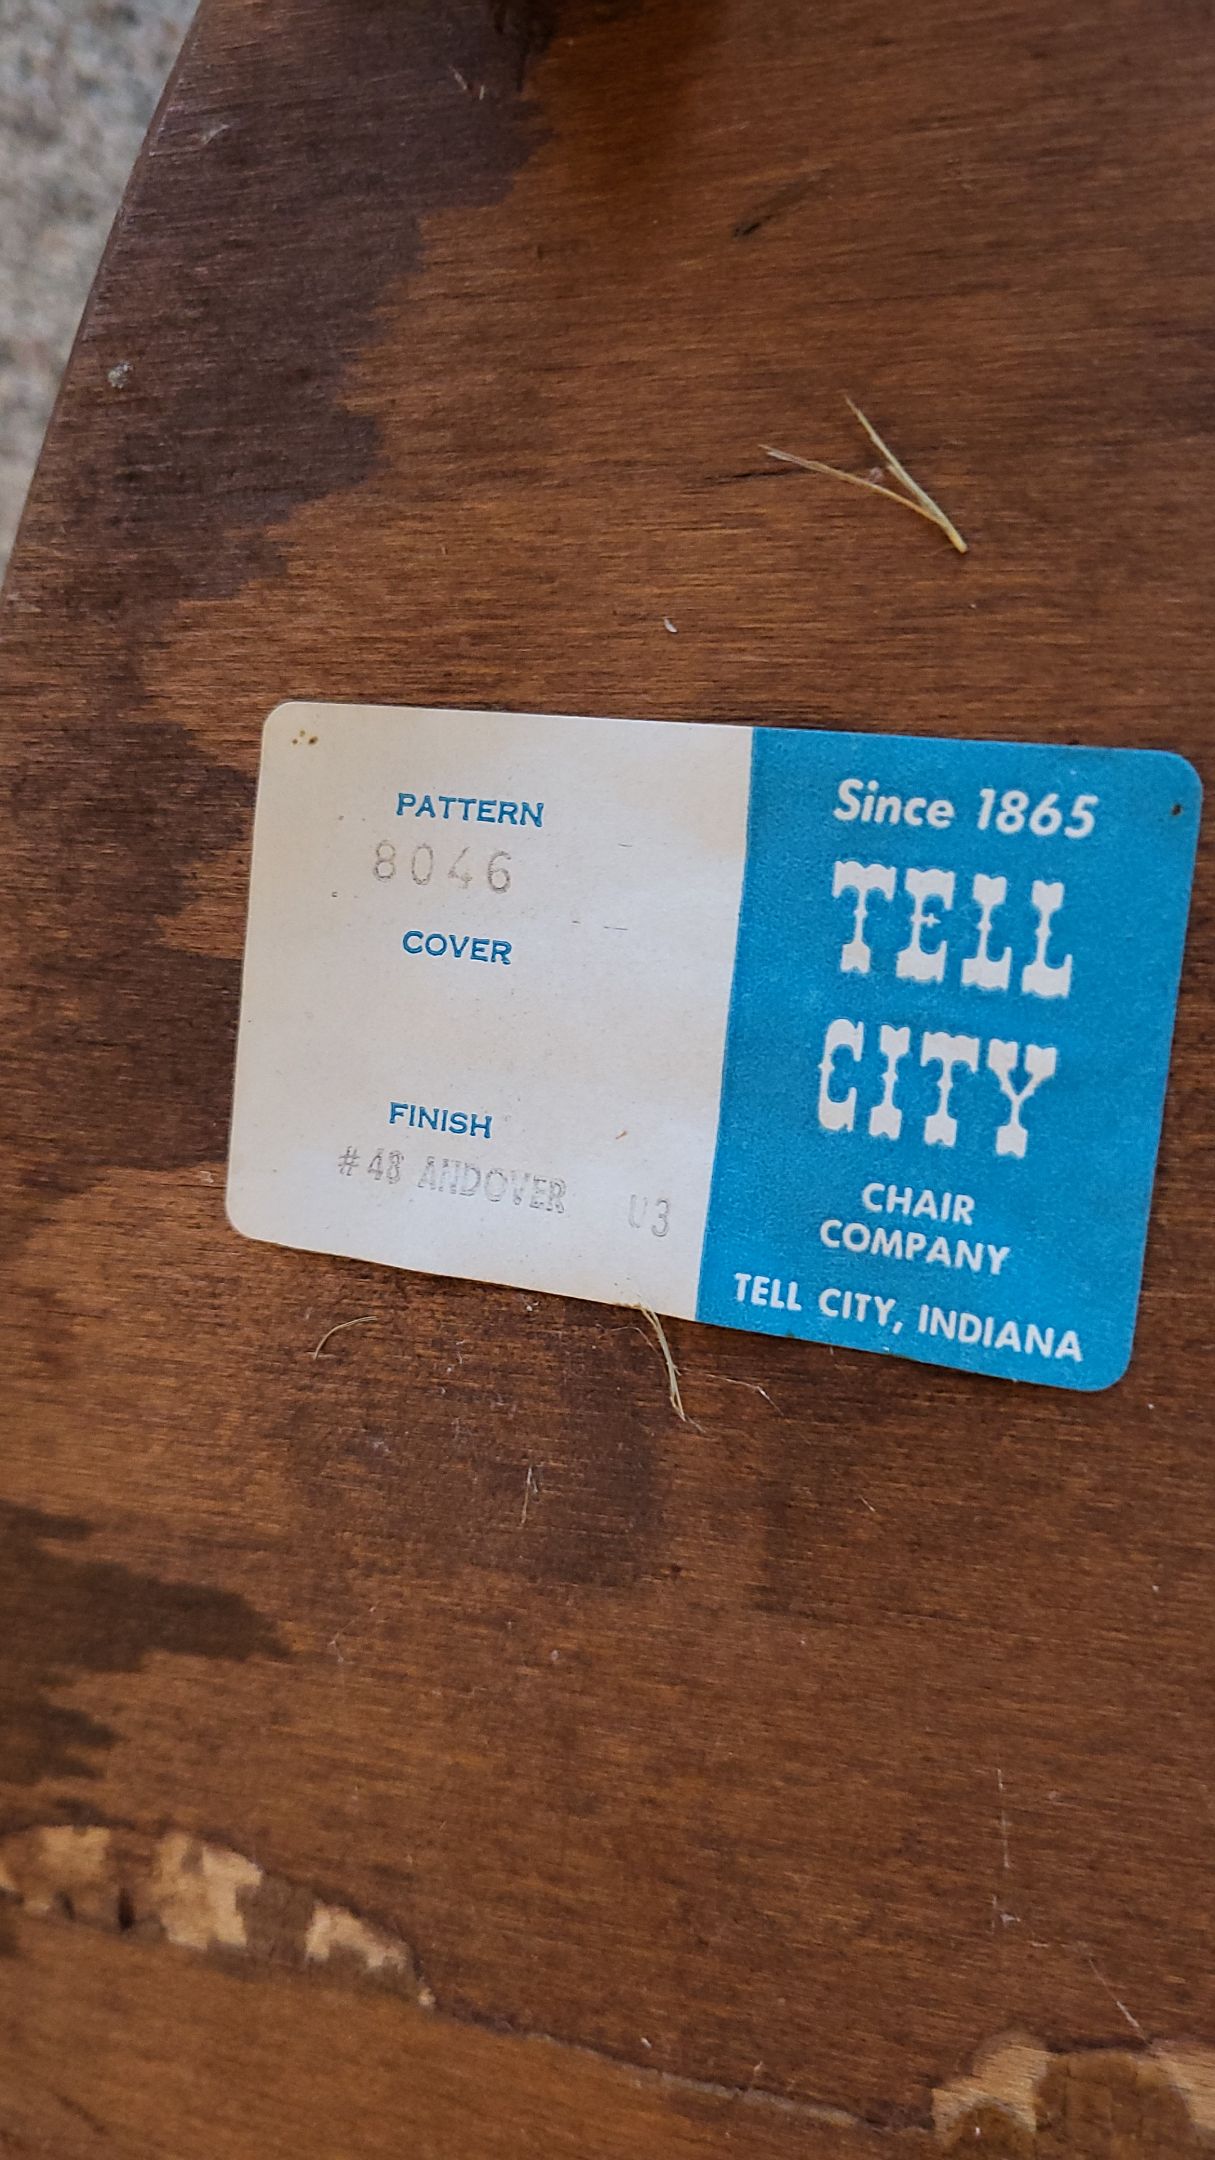 PATTERN
8046
COVER
FINISH
#48 ANDOVER U3
Since 1865
TELL
CITY
CHAIR
COMPANY
TELL CITY, INDIANA